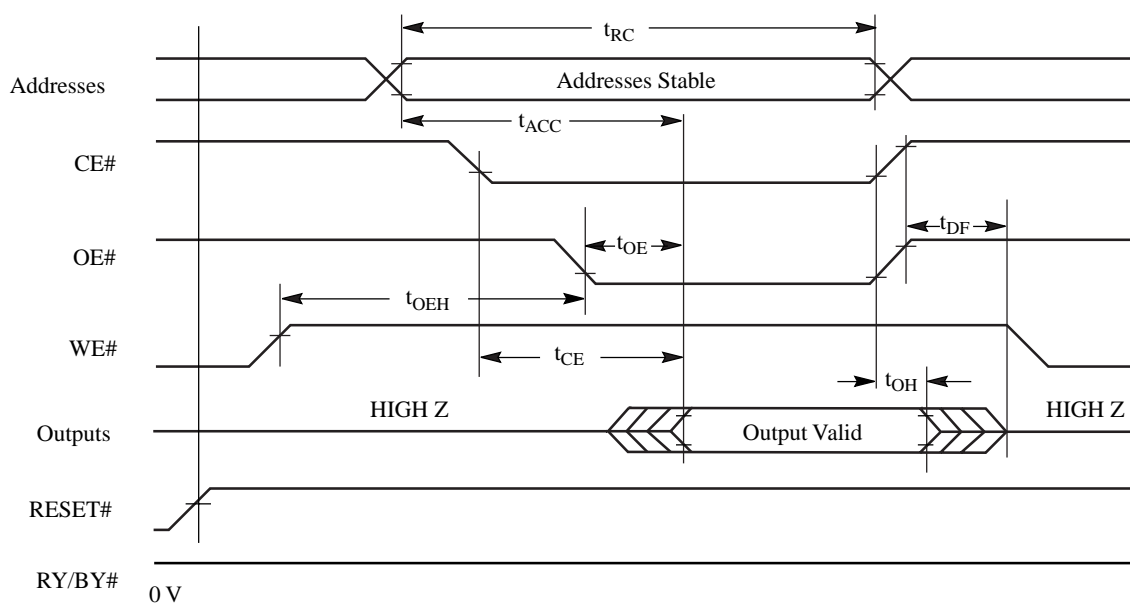 tRC
Addresses
Addresses Stable
tACC
CE#
tDF
tOE
OE#
tOEH
WE#
tCE
tOH
HIGH Z
HIGH Z
Outputs
Output Valid
RESET#
RY/BY#
0 V